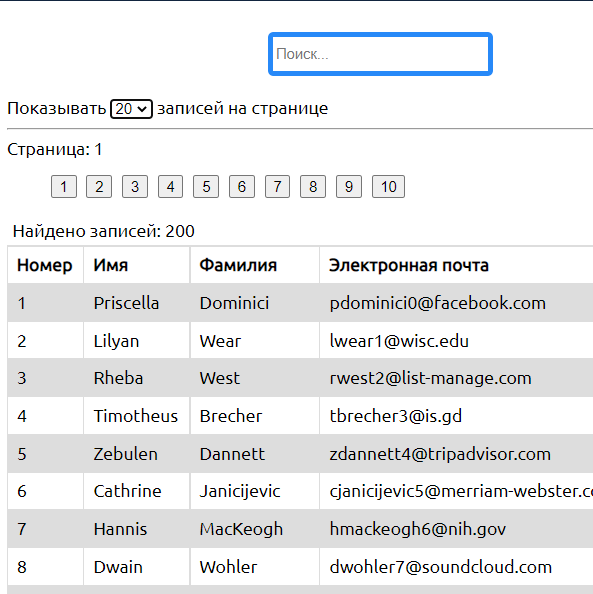 Поиск...
Показывать 20 записей на странице
Страница: 1
1 2 3 4 5 6 7 8 9 10
Найдено записей: 200
Номер Имя Фамилия Электронная почта
1 Priscella Dominici pdominici0@facebook.com
2 Lilyan Wear lwear1@wisc.edu
3 Rheba West rwest2@list-manage.com
4 Timotheus Brecher tbrecher3@is.gd
5 Zebulen Dannett zdannett4@tripadvisor.com
6 Cathrine Janicijevic cjanicijevic5@merriam-webster.c
7 Hannis MacKeogh hmackeogh6@nih.gov
8 Dwain Wohler dwohler7@soundcloud.com